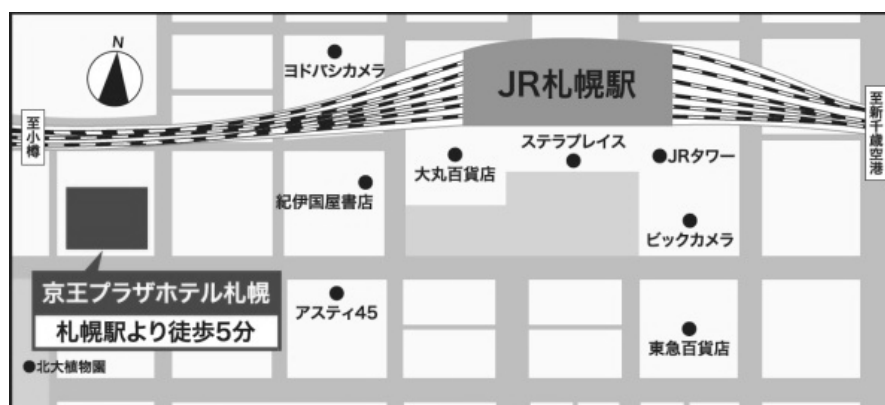 N
ヨドバシカメラ
JR札幌駅
至小樽
至新千歳空港
ステラプレイス
大丸百貨店
JRタワー
紀伊国屋書店
ビックカメラ
京王プラザホテル札幌
札幌駅より徒歩5分
アスティ45
東急百貨店
北大植物園